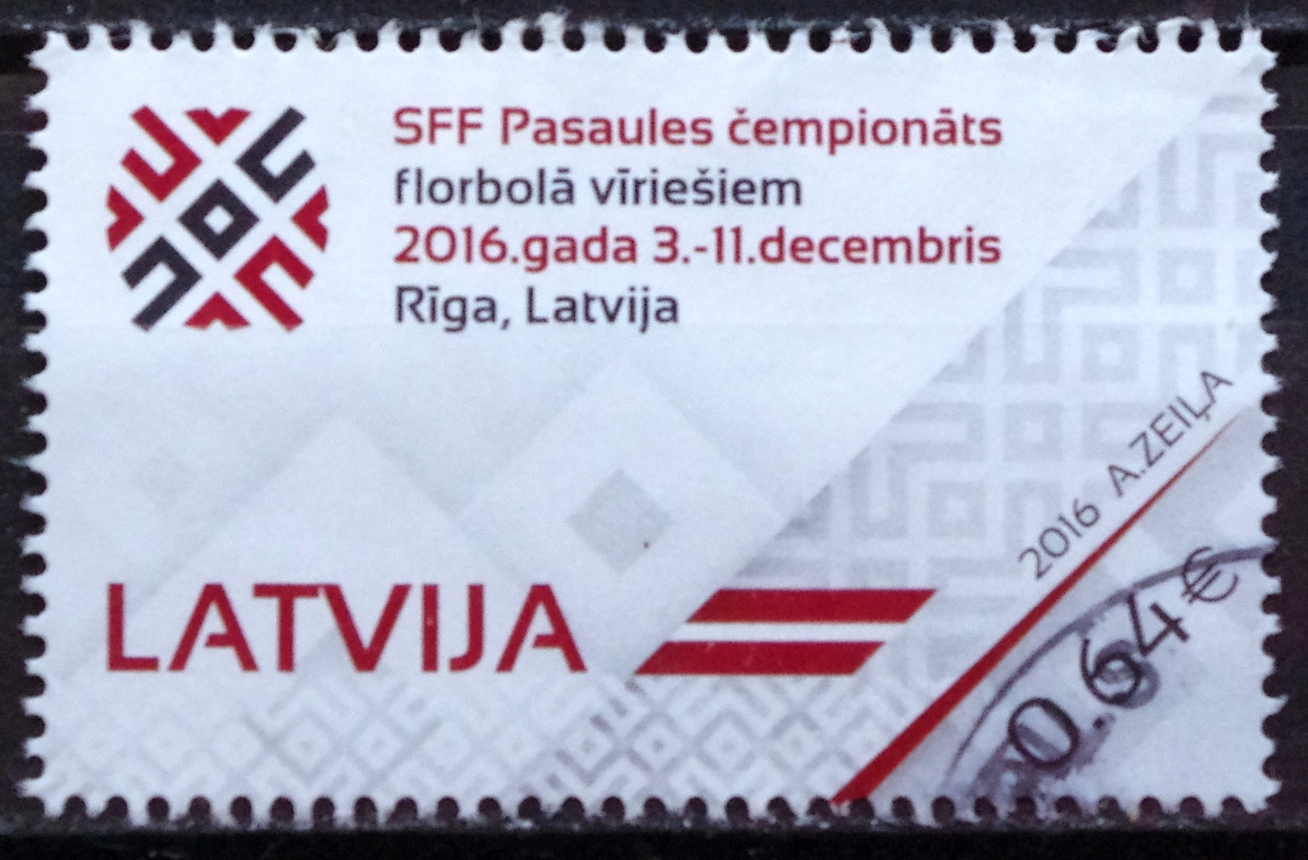 SFF Pasaules čempionāts
florbolā vīriešiem
2016.gada 3.-11.decembris
Rīga, Latvija
2016 A.ZEIĻA
LATVIJA
0.64€